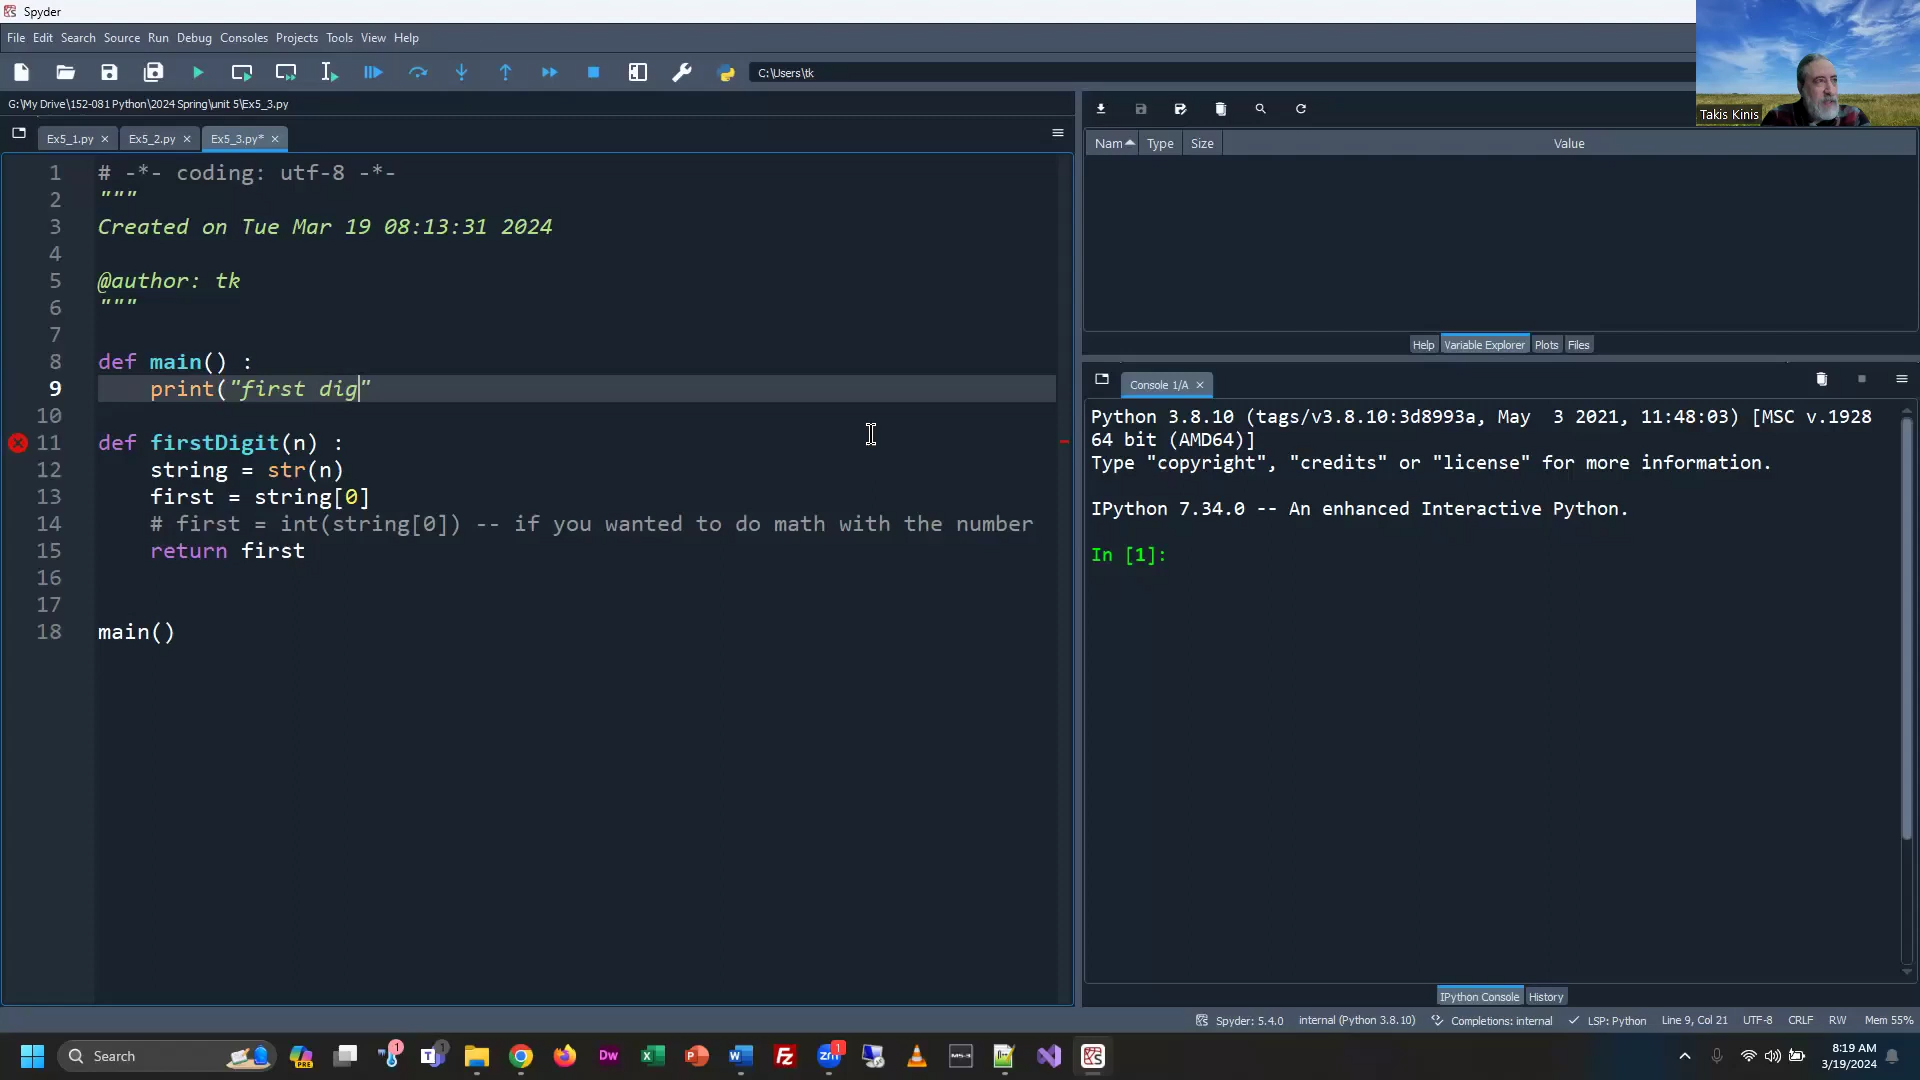 Spyder
File Edit Search Source Run Debug Consoles Projects Tools View Help
C:\Users\tk
Takis Kinis
G:\My Drive\152-081 Python\2024 Spring\unit 5\Ex5_3.py
Ex5_1.py Ex5_2.py Ex5_3.py*
1 # -*- coding: utf-8 -*-
2 """
3 Created on Tue Mar 19 08:13:31 2024
4
5 @author: tk
6 """
7
8 def main() :
9     print("first dig"
10
11 def firstDigit(n) :
12     string = str(n)
13     first = string[0]
14     # first = int(string[0]) -- if you wanted to do math with the number
15     return first
16
17
18 main()
Nam Type Size Value
Help Variable Explorer Plots Files
Console 1/A
Python 3.8.10 (tags/v3.8.10:3d8993a, May  3 2021, 11:48:03) [MSC v.1928
64 bit (AMD64)]
Type "copyright", "credits" or "license" for more information.
IPython 7.34.0 -- An enhanced Interactive Python.
In [1]:
IPython Console History
Spyder: 5.4.0 internal (Python 3.8.10) Completions: internal LSP: Python Line 9, Col 21 UTF-8 CRLF RW Mem 55%
Search
8:19 AM
3/19/2024